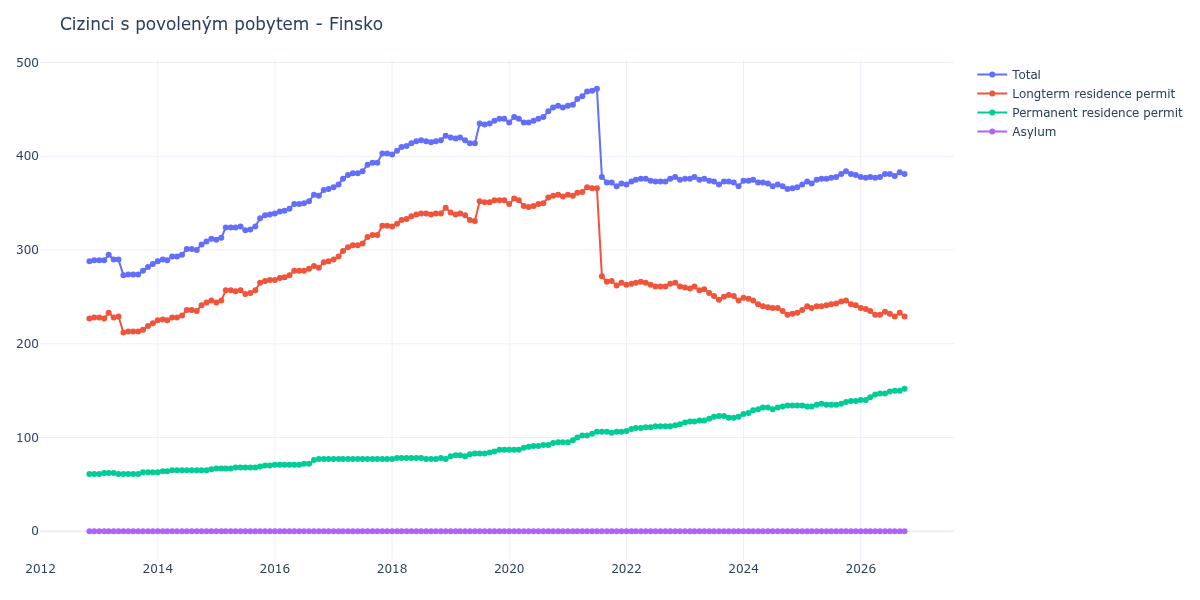 Cizinci s povoleným pobytem - Finsko
Total
Longterm residence permit
Permanent residence permit
Asylum
500
400
300
200
100
0
2012
2014
2016
2018
2020
2022
2024
2026